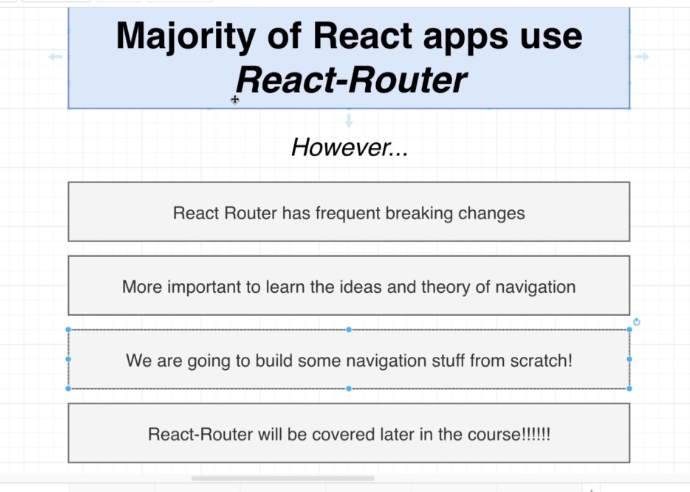 Majority of React apps use
React-Router
However...
React Router has frequent breaking changes
More important to learn the ideas and theory of navigation
We are going to build some navigation stuff from scratch!
React-Router will be covered later in the course!!!!!!